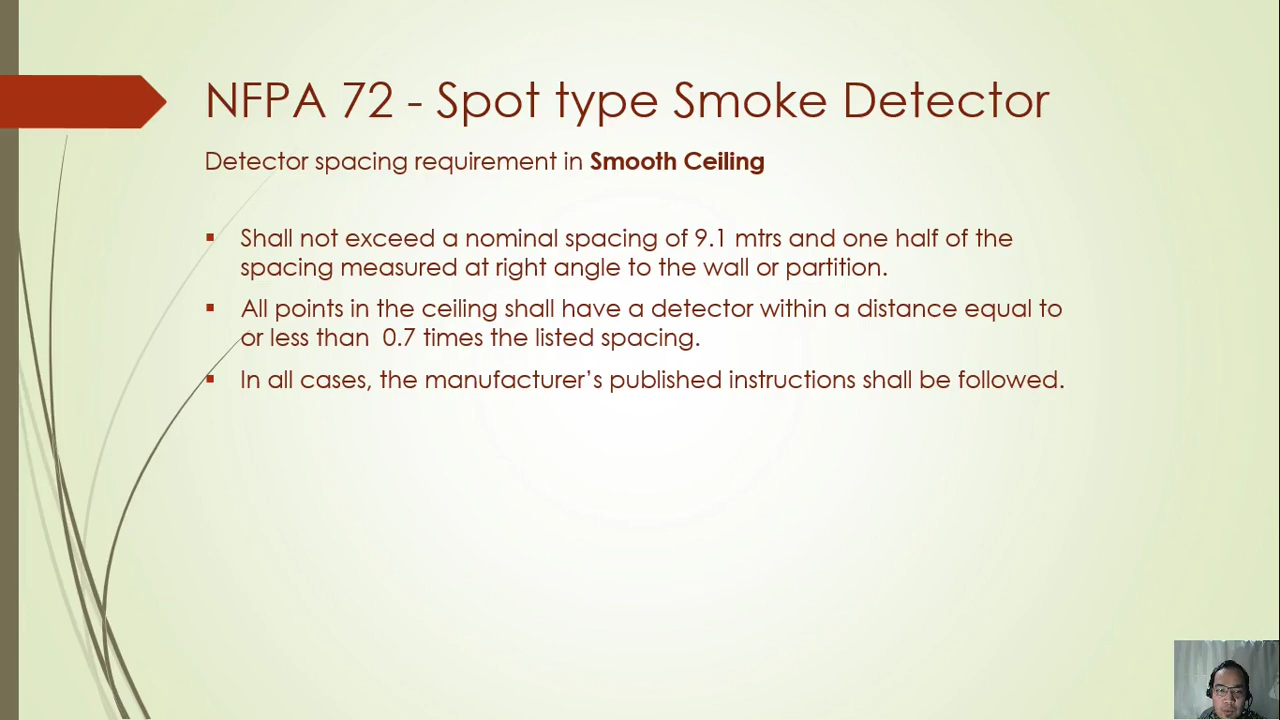 NFPA 72 - Spot type Smoke Detector
Detector spacing requirement in Smooth Ceiling
▪ Shall not exceed a nominal spacing of 9.1 mtrs and one half of the
spacing measured at right angle to the wall or partition.
▪ All points in the ceiling shall have a detector within a distance equal to
or less than  0.7 times the listed spacing.
▪ In all cases, the manufacturer’s published instructions shall be followed.